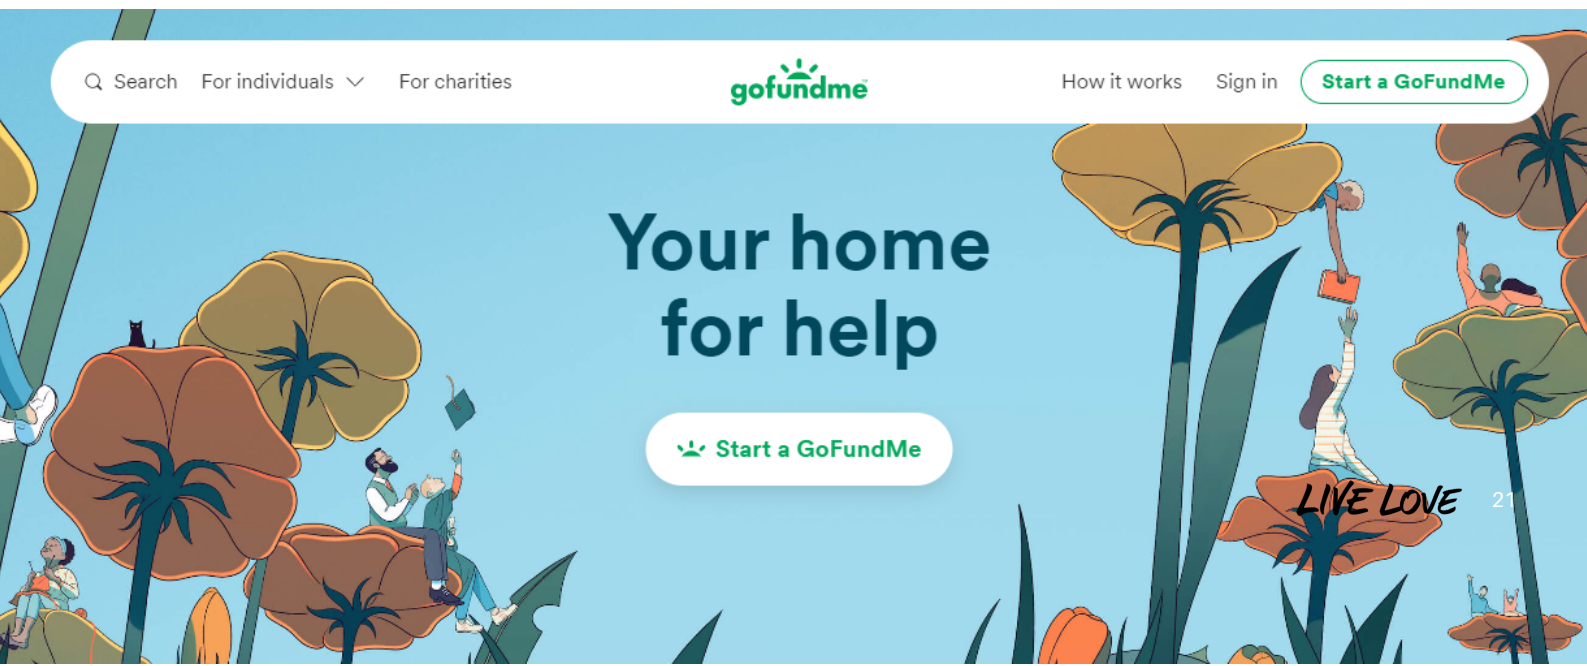 Search For individuals For charities gofundme How it works Sign in Start a GoFundMe
Your home
for help
Start a GoFundMe
LIVE LOVE 21